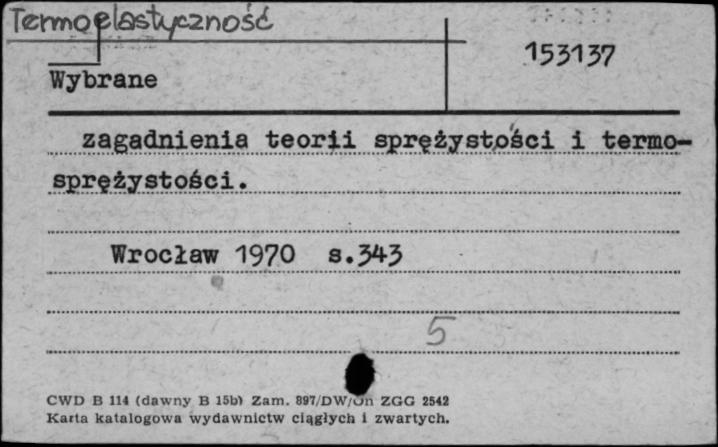 Termoelastyczność
153137
Wybrane
zagadnienia teorii sprężystości i termo-
sprężystości.
Wrocław 1970 s.343
5
CWD B 114 (dawny B 15b) Zam. 897/DW/Un ZGG 2542
Karta katalogowa wydawnictw ciągłych i zwartych.